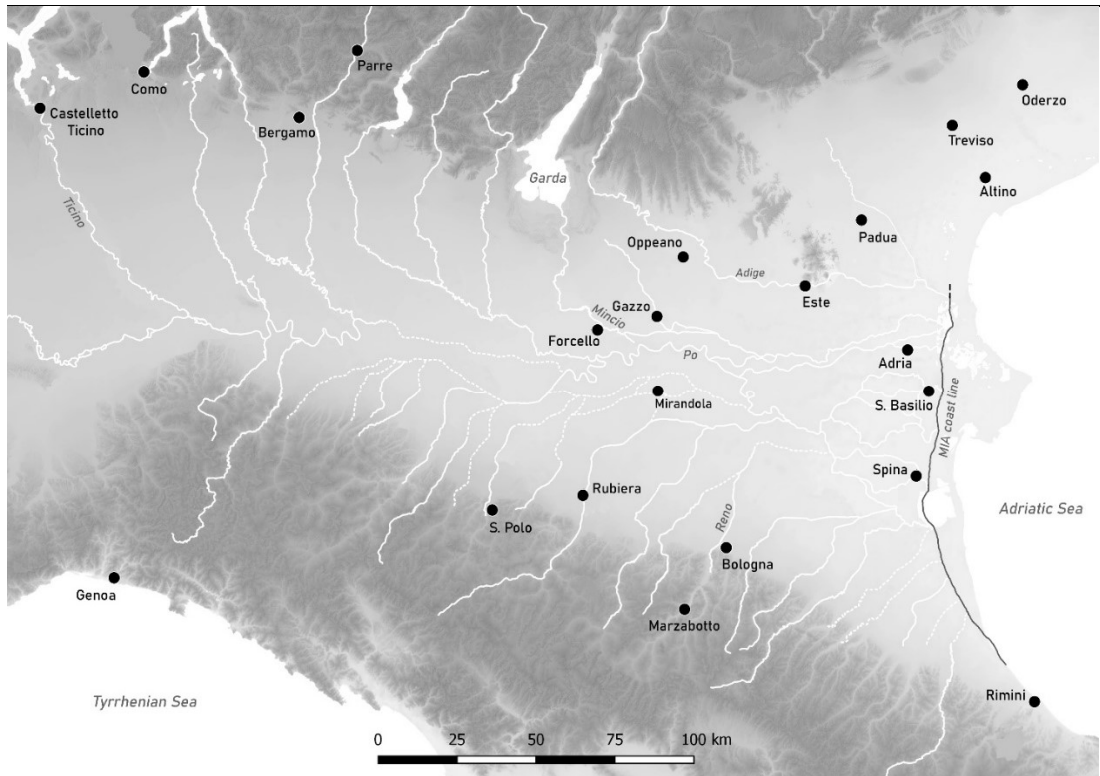 Parre
Como
Castelletto
Ticino
Bergamo
Oderzo
Treviso
Garda
Altino
Ticino
Padua
Oppeano
Adige
Este
Gazzo
Mincio
Forcello
Po
Adria
Mirandola
S. Basilio
MIA coast line
Spina
Rubiera
S. Polo
Reno
Adriatic Sea
Bologna
Genoa
Marzabotto
Rimini
Tyrrhenian Sea
0 25 50 75 100 km